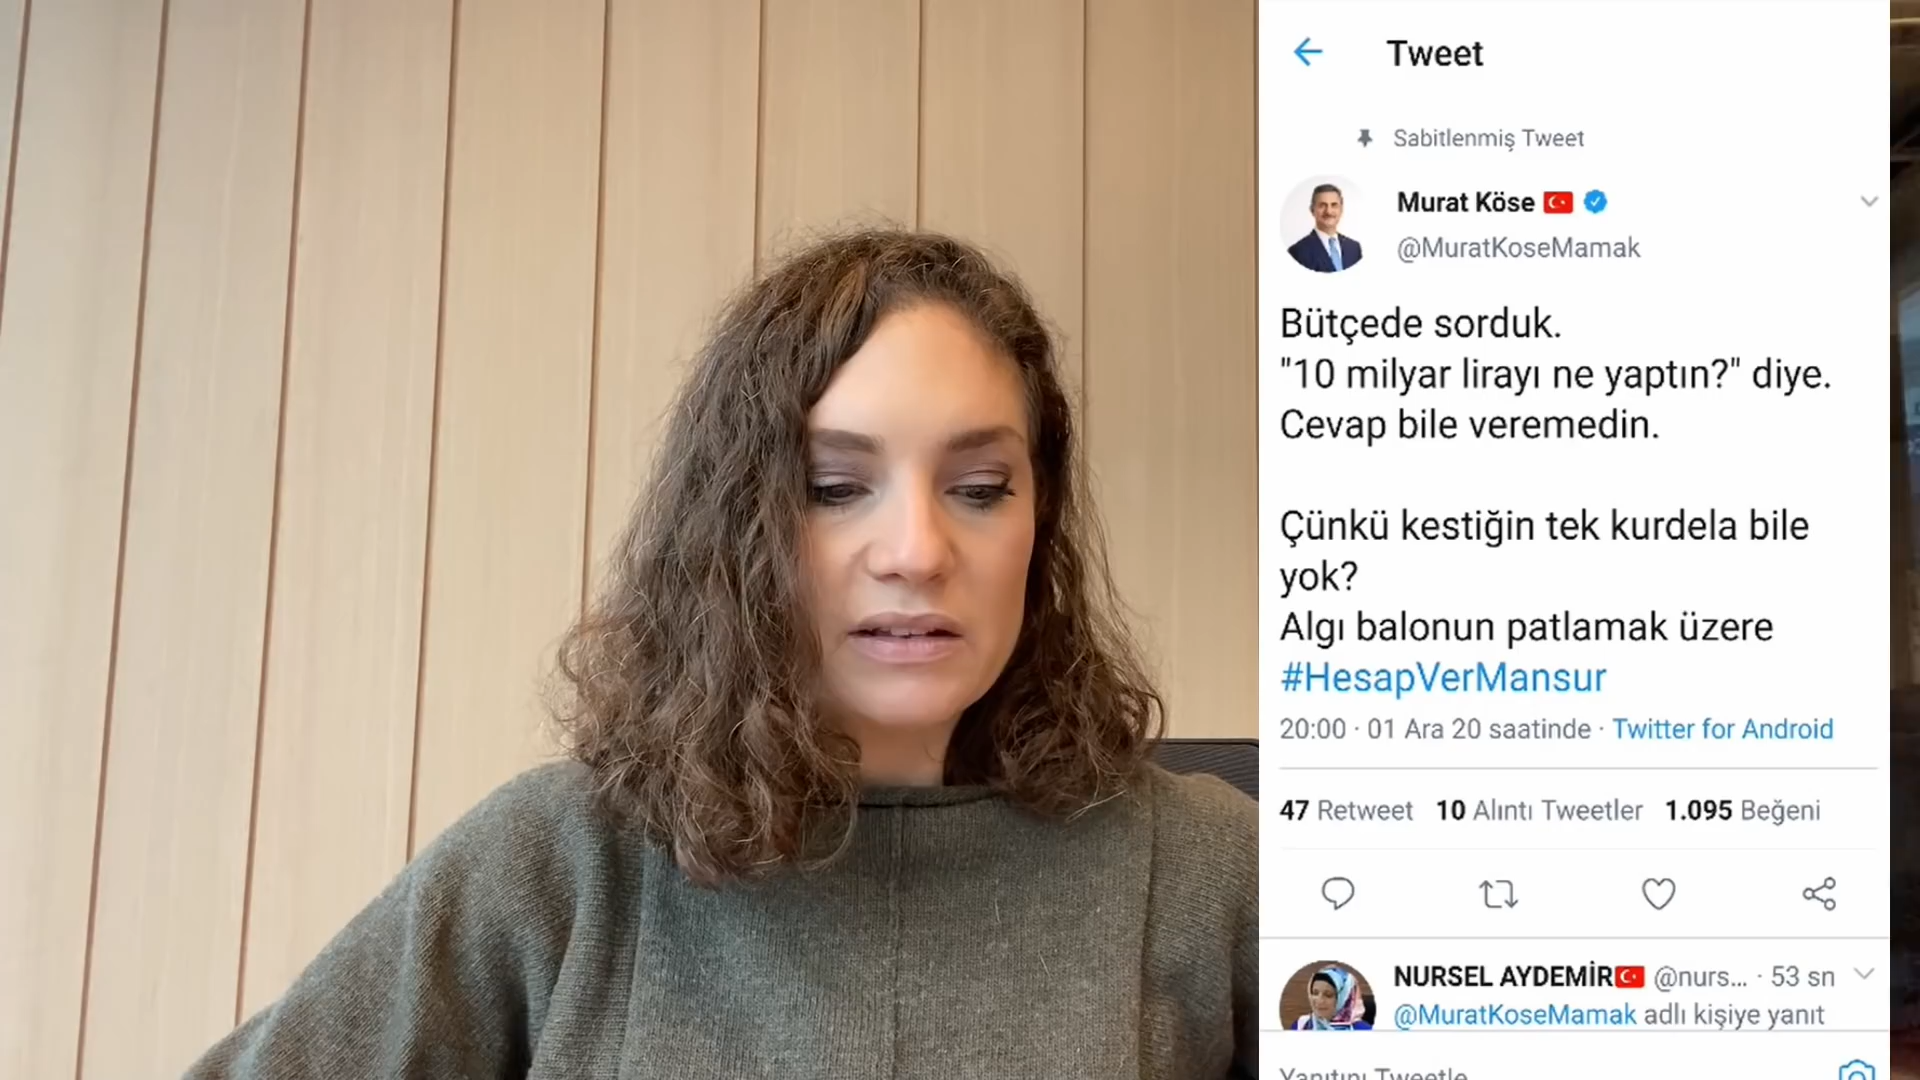 Tweet
Sabitlenmiş Tweet
Murat Köse
@MuratKoseMamak
Bütçede sorduk.
"10 milyar lirayı ne yaptın?" diye.
Cevap bile veremedin.
Çünkü kestiğin tek kurdela bile
yok?
Algı balonun patlamak üzere
#HesapVerMansur
20:00 · 01 Ara 20 saatinde · Twitter for Android
47 Retweet 10 Alıntı Tweetler 1.095 Beğeni
NURSEL AYDEMİR @nurs... · 53 sn
@MuratKoseMamak adlı kişiye yanıt
Yanıtını Tweetle